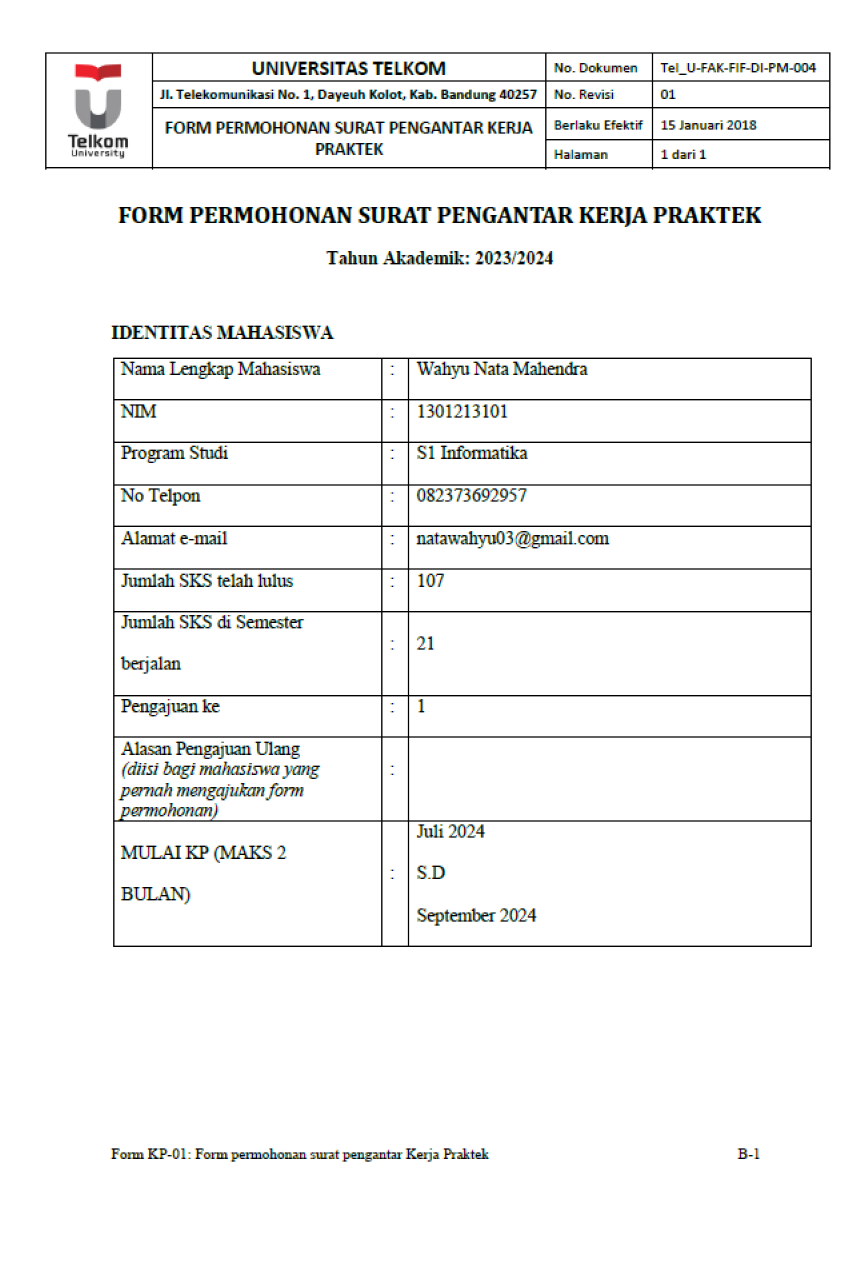 Telkom
University
UNIVERSITAS TELKOM
Jl. Telekomunikasi No. 1, Dayeuh Kolot, Kab. Bandung 40257
FORM PERMOHONAN SURAT PENGANTAR KERJA
PRAKTEK
No. Dokumen Tel_U-FAK-FIF-DI-PM-004
No. Revisi 01
Berlaku Efektif 15 Januari 2018
Halaman 1 dari 1
FORM PERMOHONAN SURAT PENGANTAR KERJA PRAKTEK
Tahun Akademik: 2023/2024
IDENTITAS MAHASISWA
Nama Lengkap Mahasiswa : Wahyu Nata Mahendra
NIM : 1301213101
Program Studi : S1 Informatika
No Telpon : 082373692957
Alamat e-mail : natawahyu03@gmail.com
Jumlah SKS telah lulus : 107
Jumlah SKS di Semester
berjalan
: 21
Pengajuan ke : 1
Alasan Pengajuan Ulang
(diisi bagi mahasiswa yang
pernah mengajukan form
permohonan)
:
MULAI KP (MAKS 2
BULAN)
:
Juli 2024
S.D
September 2024
Form KP-01: Form permohonan surat pengantar Kerja Praktek B-1